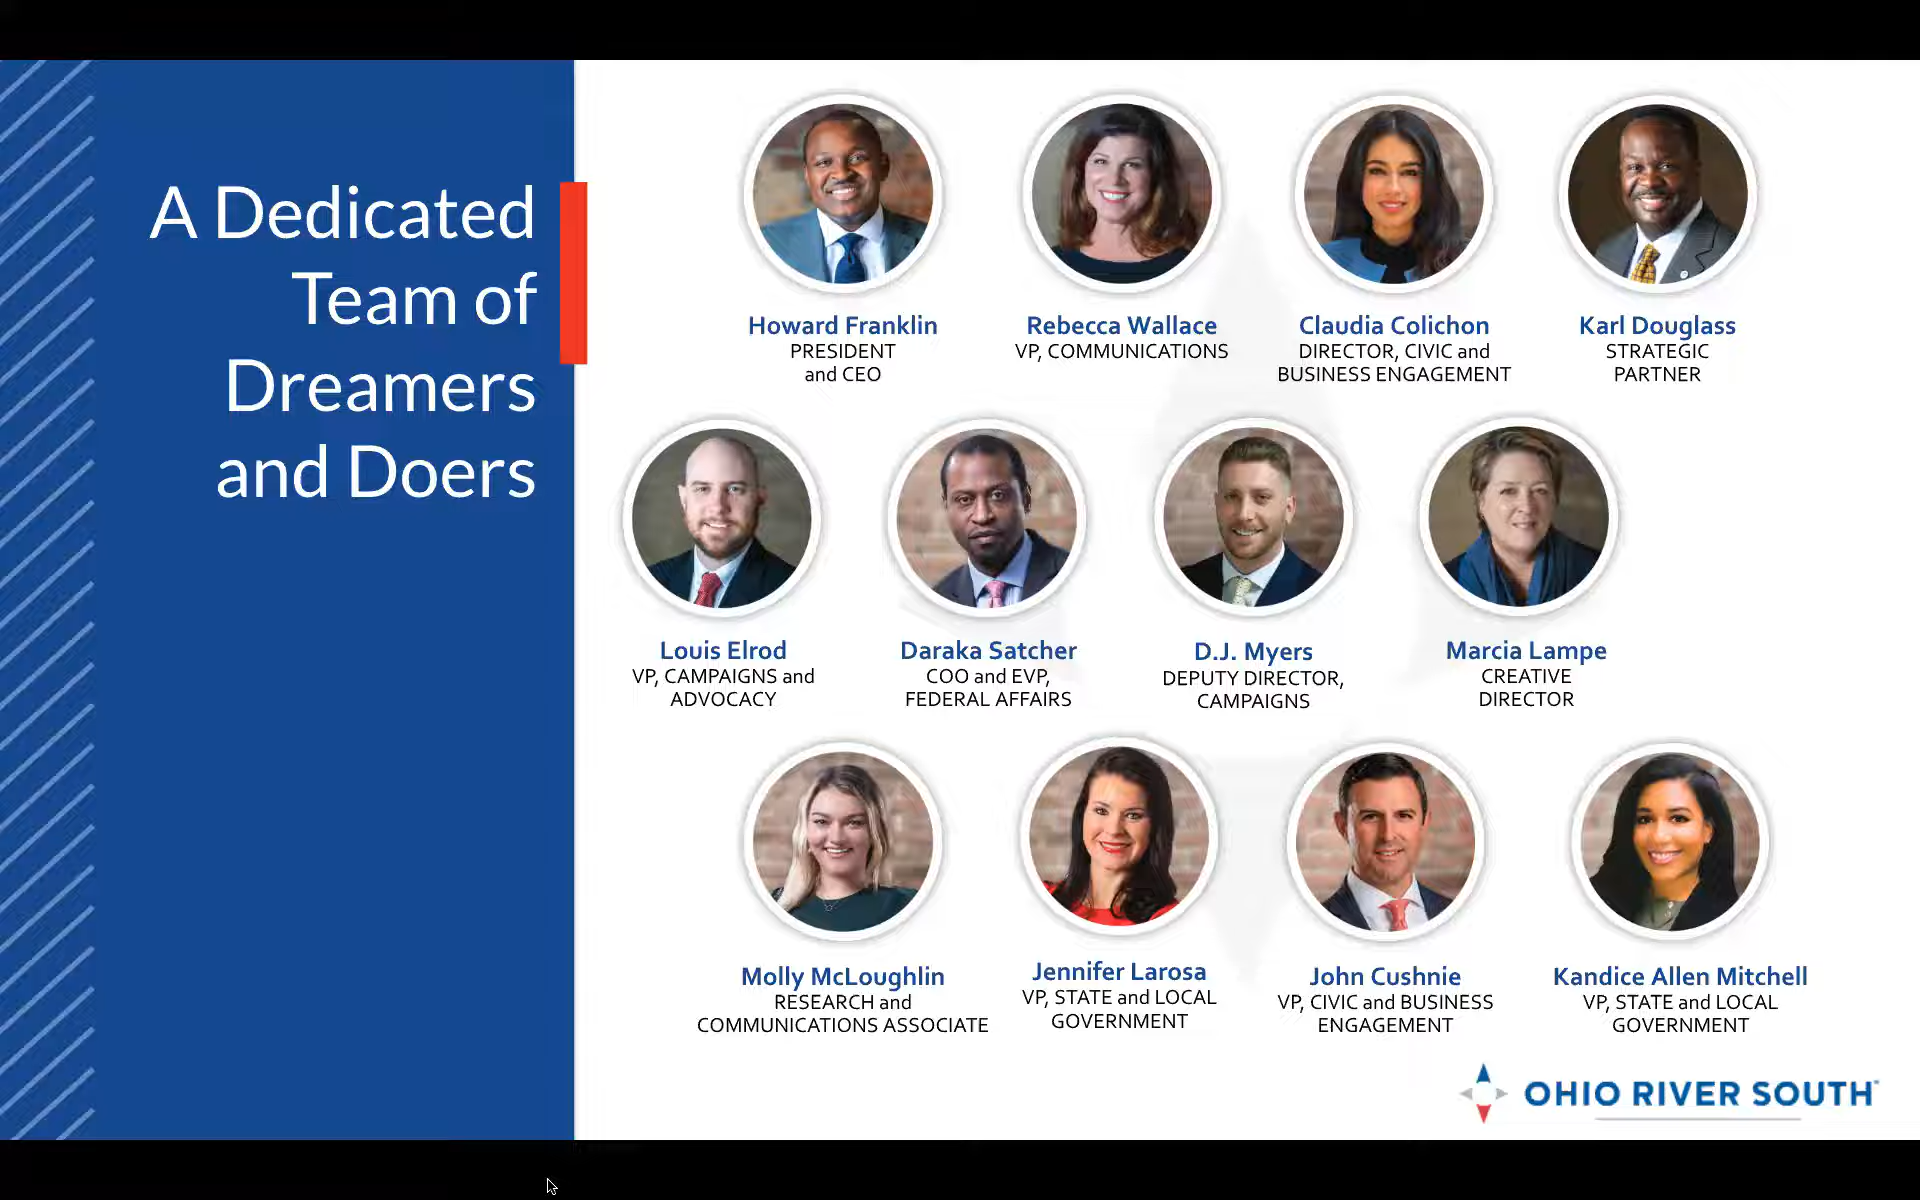 A Dedicated
Team of
Dreamers
and Doers
Howard Franklin
PRESIDENT
and CEO
Rebecca Wallace
VP, COMMUNICATIONS
Claudia Colichon
DIRECTOR, CIVIC and
BUSINESS ENGAGEMENT
Karl Douglass
STRATEGIC
PARTNER
Louis Elrod
VP, CAMPAIGNS and
ADVOCACY
Daraka Satcher
COO and EVP,
FEDERAL AFFAIRS
D.J. Myers
DEPUTY DIRECTOR,
CAMPAIGNS
Marcia Lampe
CREATIVE
DIRECTOR
Molly McLoughlin
RESEARCH and
COMMUNICATIONS ASSOCIATE
Jennifer Larosa
VP, STATE and LOCAL
GOVERNMENT
John Cushnie
VP, CIVIC and BUSINESS
ENGAGEMENT
Kandice Allen Mitchell
VP, STATE and LOCAL
GOVERNMENT
OHIO RIVER SOUTH